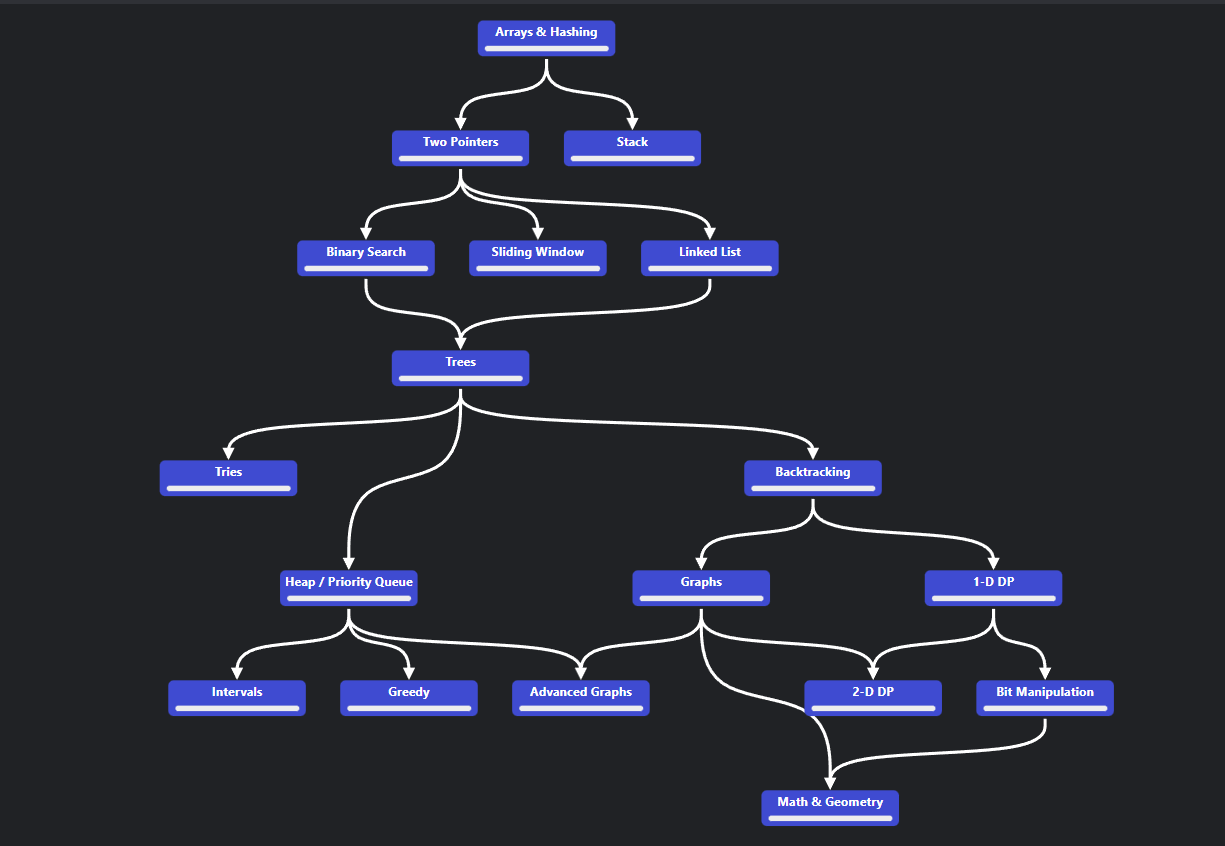 Arrays & Hashing
Two Pointers
Stack
Binary Search
Sliding Window
Linked List
Trees
Tries
Backtracking
Heap / Priority Queue
Graphs
1-D DP
Intervals
Greedy
Advanced Graphs
2-D DP
Bit Manipulation
Math & Geometry